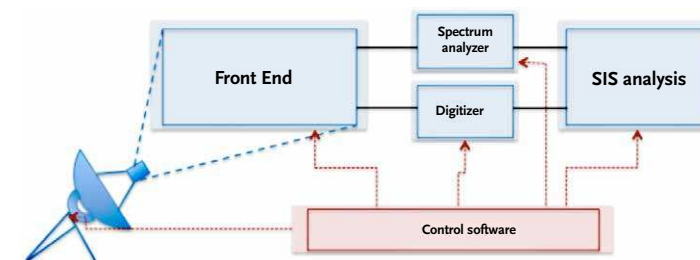 Spectrum
analyzer
Front End
SIS analysis
Digitizer
Control software